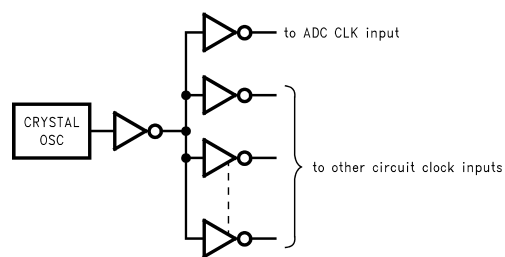 to ADC CLK input
CRYSTAL
OSC
to other circuit clock inputs